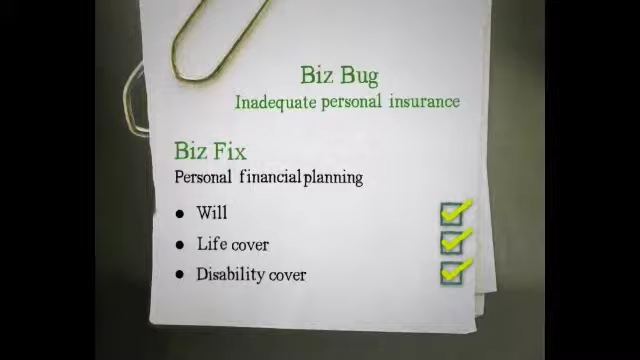 Biz Bug
Inadequate personal insurance
Biz Fix
Personal financial planning
Will
Life cover
Disability cover